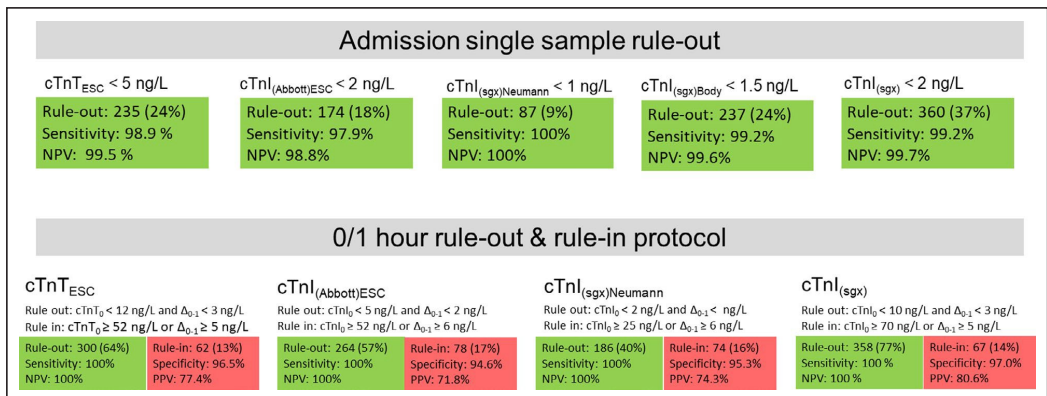 Admission single sample rule-out
cTnT ESC < 5 ng/L
Rule-out: 235 (24%)
Sensitivity: 98.9 %
NPV: 99.5 %
cTnI (Abbott)ESC < 2 ng/L
Rule-out: 174 (18%)
Sensitivity: 97.9%
NPV: 98.8%
cTnI (sgx)Neumann < 1 ng/L
Rule-out: 87 (9%)
Sensitivity: 100%
NPV: 100%
cTnI (sgx)Body < 1.5 ng/L
Rule-out: 237 (24%)
Sensitivity: 99.2%
NPV: 99.6%
cTnI (sgx) < 2 ng/L
Rule-out: 360 (37%)
Sensitivity: 99.2%
NPV: 99.7%
0/1 hour rule-out & rule-in protocol
cTnT ESC
Rule out: cTnT₀ < 12 ng/L and Δ₀₋₁ < 3 ng/L
Rule in: cTnT₀ ≥ 52 ng/L or Δ₀₋₁ ≥ 5 ng/L
Rule-out: 300 (64%)
Sensitivity: 100%
NPV: 100%
Rule-in: 62 (13%)
Specificity: 96.5%
PPV: 77.4%
cTnI (Abbott)ESC
Rule out: cTnI₀ < 5 ng/L and Δ₀₋₁ < 2 ng/L
Rule in: cTnI₀ ≥ 52 ng/L or Δ₀₋₁ ≥ 6 ng/L
Rule-out: 264 (57%)
Sensitivity: 100%
NPV: 100%
Rule-in: 78 (17%)
Specificity: 94.6%
PPV: 71.8%
cTnI (sgx)Neumann
Rule out: cTnI₀ < 2 ng/L and Δ₀₋₁ < ng/L
Rule in: cTnI₀ ≥ 25 ng/L or Δ₀₋₁ ≥ 6 ng/L
Rule-out: 186 (40%)
Sensitivity: 100%
NPV: 100%
Rule-in: 74 (16%)
Specificity: 95.3%
PPV: 74.3%
cTnI (sgx)
Rule out: cTnI₀ < 10 ng/L and Δ₀₋₁ < 3 ng/L
Rule in: cTnI₀ ≥ 70 ng/L or Δ₀₋₁ ≥ 5 ng/L
Rule-out: 358 (77%)
Sensitivity: 100 %
NPV: 100 %
Rule-in: 67 (14%)
Specificity: 97.0%
PPV: 80.6%